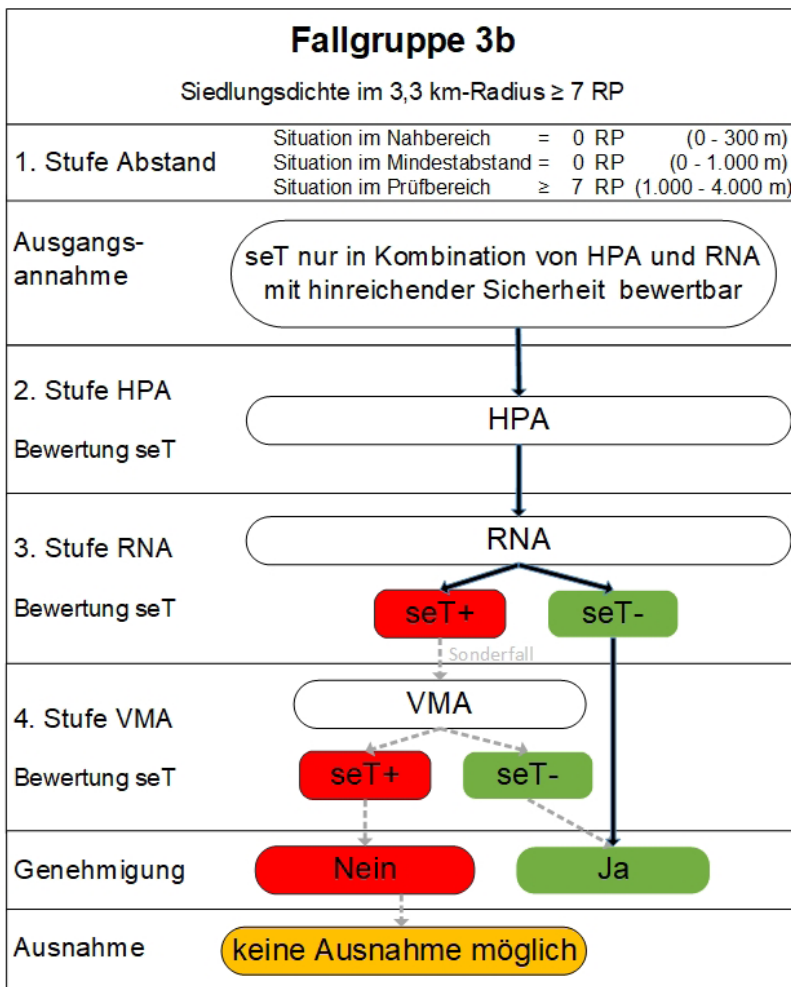 Fallgruppe 3b
Siedlungsdichte im 3,3 km-Radius ≥ 7 RP
1. Stufe Abstand
Situation im Nahbereich = 0 RP (0 - 300 m)
Situation im Mindestabstand = 0 RP (0 - 1.000 m)
Situation im Prüfbereich ≥ 7 RP (1.000 - 4.000 m)
Ausgangs-
annahme
seT nur in Kombination von HPA und RNA
mit hinreichender Sicherheit bewertbar
2. Stufe HPA
Bewertung seT
HPA
3. Stufe RNA
Bewertung seT
RNA
seT+ seT-
Sonderfall
4. Stufe VMA
Bewertung seT
VMA
seT+ seT-
Genehmigung
Nein Ja
Ausnahme
keine Ausnahme möglich